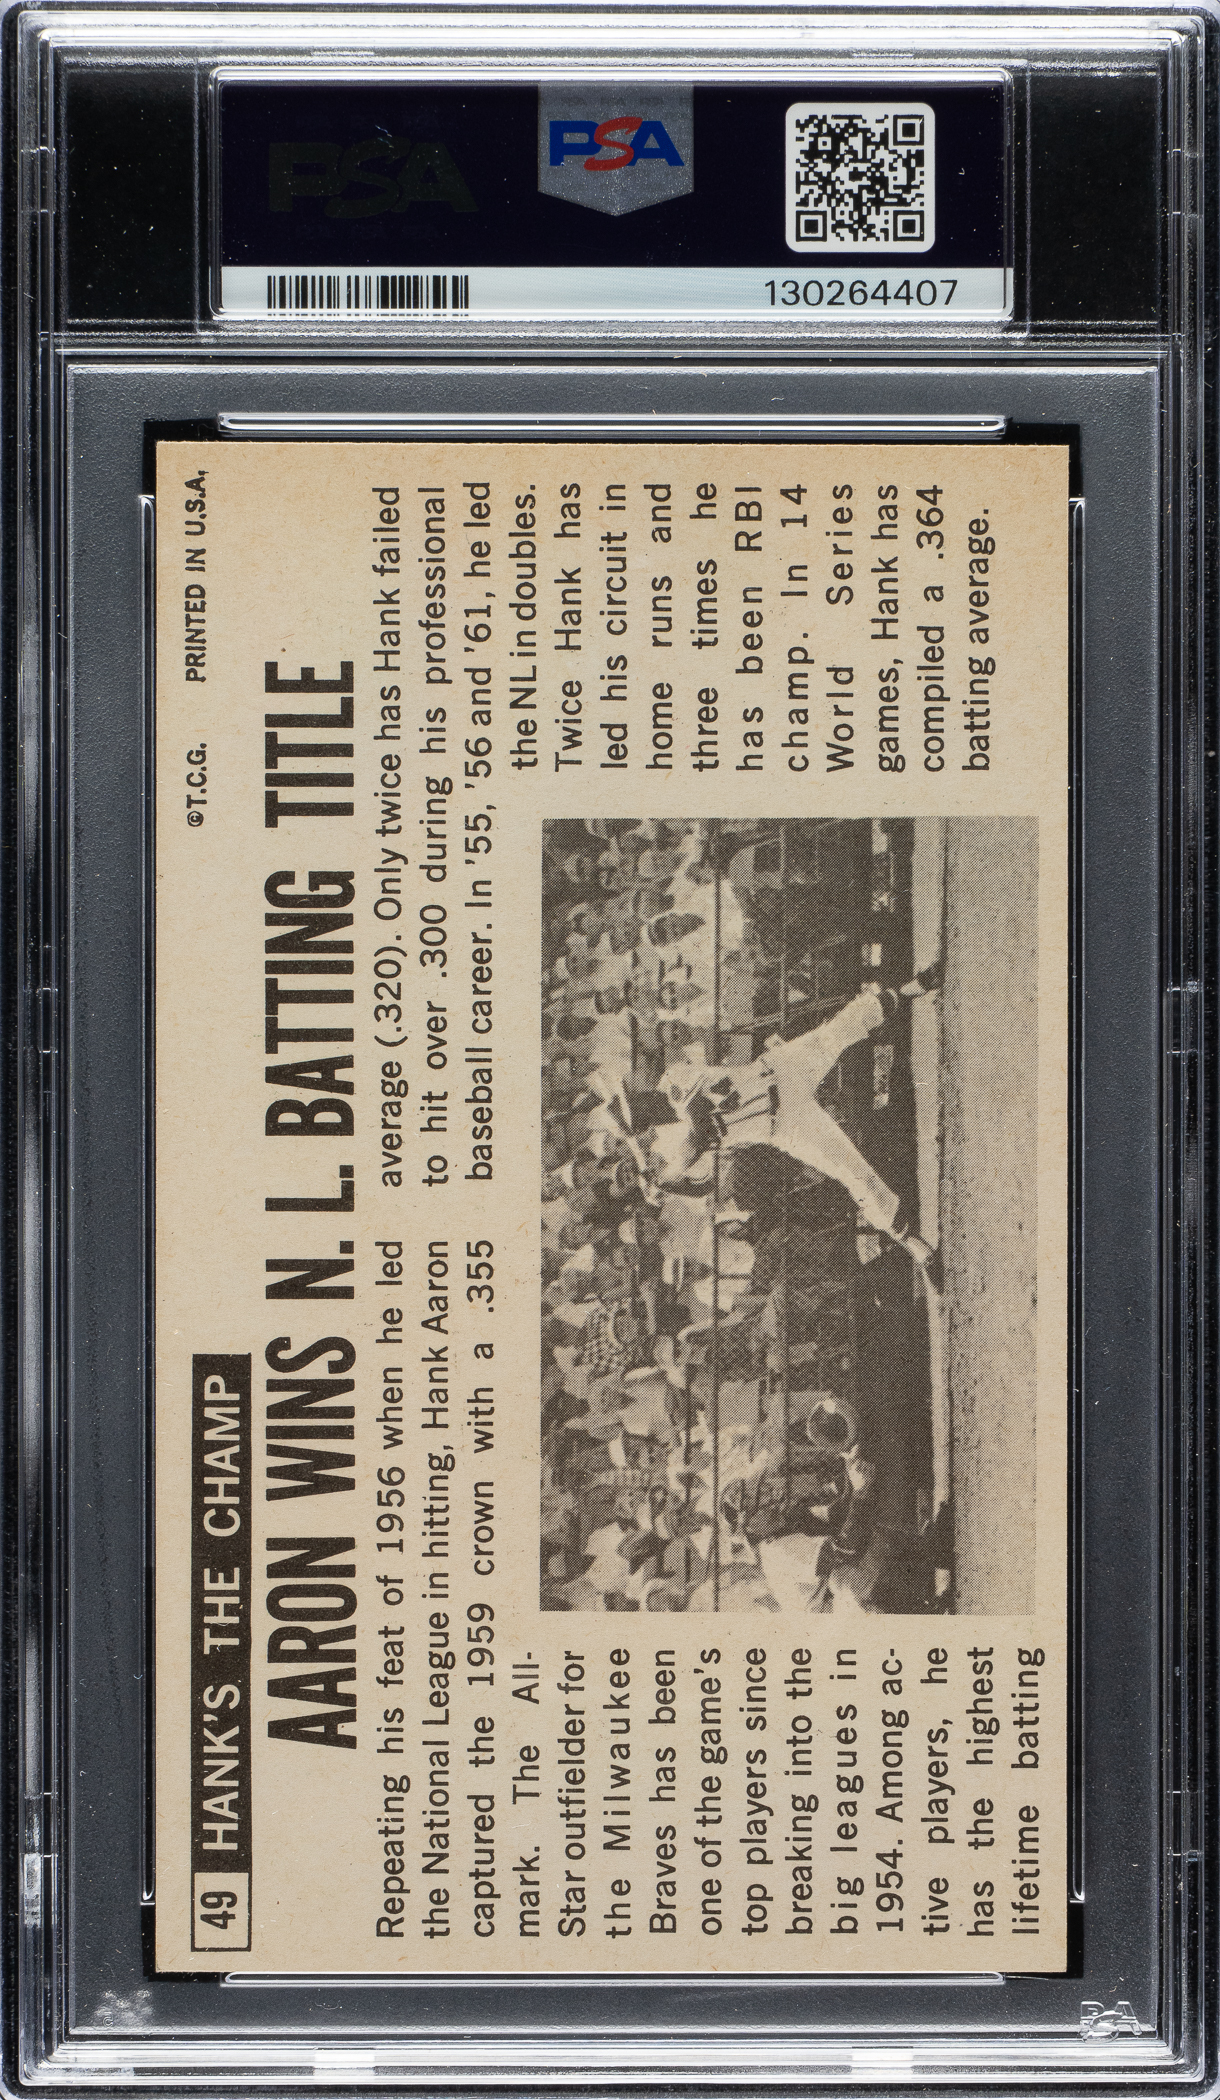 PSA
PSA
130264407
49 HANK'S THE CHAMP
©T.C.G. PRINTED IN U.S.A.
AARON WINS N. L. BATTING TITLE
Repeating his feat of 1956 when he led
the National League in hitting, Hank Aaron
captured the 1959 crown with a .355
mark. The All-
Star outfielder for
the Milwaukee
Braves has been
one of the game's
top players since
breaking into the
big leagues in
1954. Among ac-
tive players, he
has the highest
lifetime batting
average (.320). Only twice has Hank failed
to hit over .300 during his professional
baseball career. In '55, '56 and '61, he led
the NL in doubles.
Twice Hank has
led his circuit in
home runs and
three times he
has been RBI
champ. In 14
World Series
games, Hank has
compiled a .364
batting average.
PSA